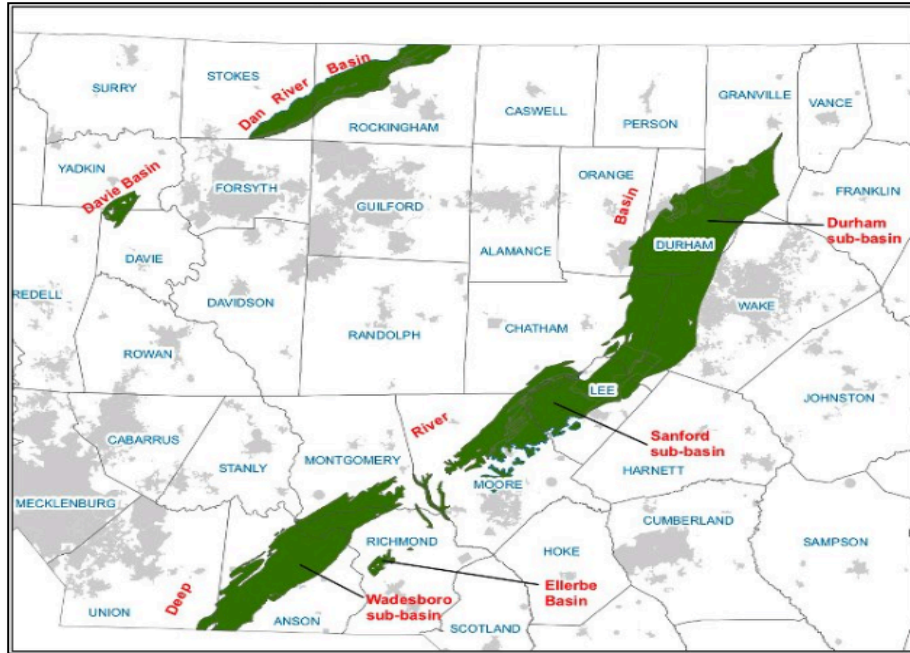 SURRY
STOKES
Dan River Basin
ROCKINGHAM
CASWELL
PERSON
GRANVILLE
VANCE
YADKIN
Davie Basin
FORSYTH
GUILFORD
ALAMANCE
ORANGE
Basin
DURHAM
FRANKLIN
Durham
sub-basin
DAVIE
REDELL
DAVIDSON
RANDOLPH
CHATHAM
WAKE
ROWAN
LEE
JOHNSTON
River
CABARRUS
STANLY
MONTGOMERY
Sanford
sub-basin
HARNETT
MOORE
MECKLENBURG
RICHMOND
HOKE
CUMBERLAND
SAMPSON
Deep
UNION
ANSON
Wadesboro
sub-basin
Ellerbe
Basin
SCOTLAND